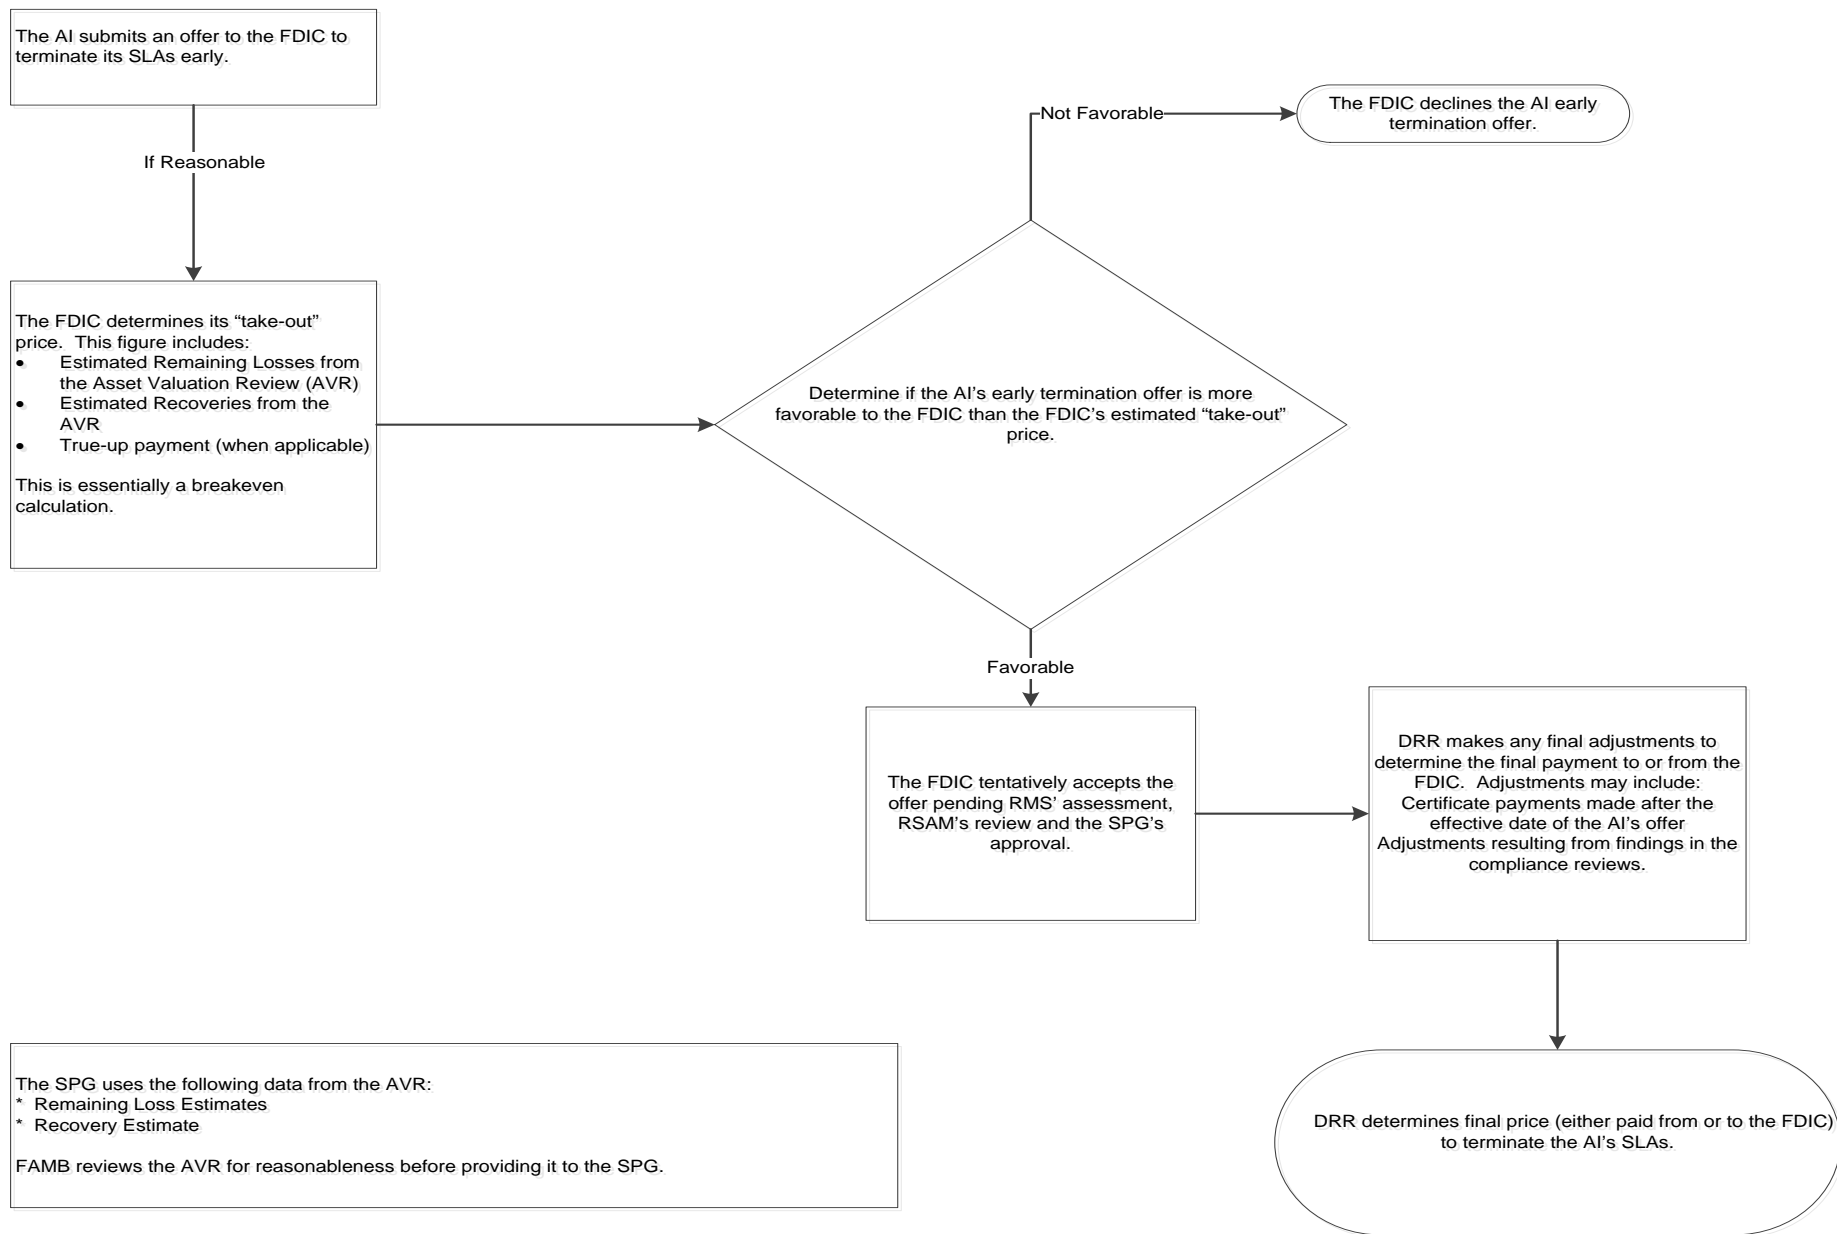 The AI submits an offer to the FDIC to
terminate its SLAs early.
If Reasonable
The FDIC determines its “take-out”
price.  This figure includes:
• Estimated Remaining Losses from
the Asset Valuation Review (AVR)
• Estimated Recoveries from the
AVR
• True-up payment (when applicable)
This is essentially a breakeven
calculation.
Determine if the AI’s early termination offer is more
favorable to the FDIC than the FDIC’s estimated “take-out”
price.
Not Favorable
The FDIC declines the AI early
termination offer.
Favorable
The FDIC tentatively accepts the
offer pending RMS’ assessment,
RSAM’s review and the SPG’s
approval.
DRR makes any final adjustments to
determine the final payment to or from the
FDIC.  Adjustments may include:
Certificate payments made after the
effective date of the AI’s offer
Adjustments resulting from findings in the
compliance reviews.
DRR determines final price (either paid from or to the FDIC)
to terminate the AI’s SLAs.
The SPG uses the following data from the AVR:
*  Remaining Loss Estimates
*  Recovery Estimate
FAMB reviews the AVR for reasonableness before providing it to the SPG.